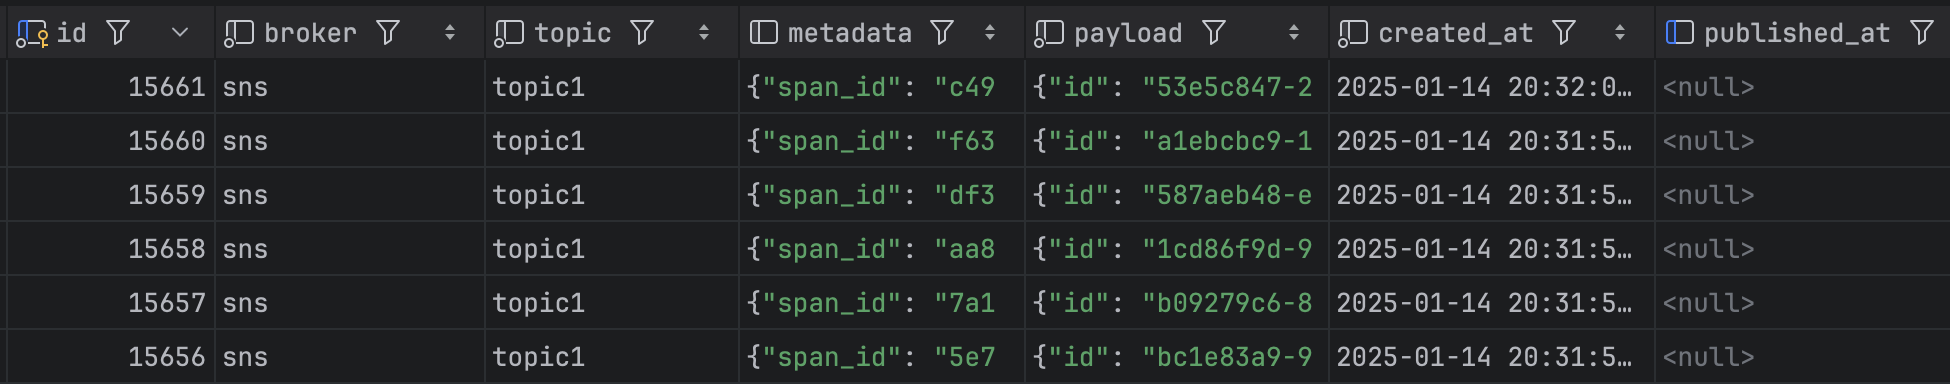 id broker topic metadata payload created_at published_at
15661 sns topic1 {"span_id": "c49 {"id": "53e5c847-2 2025-01-14 20:32:0… <null>
15660 sns topic1 {"span_id": "f63 {"id": "a1ebcbc9-1 2025-01-14 20:31:5… <null>
15659 sns topic1 {"span_id": "df3 {"id": "587aeb48-e 2025-01-14 20:31:5… <null>
15658 sns topic1 {"span_id": "aa8 {"id": "1cd86f9d-9 2025-01-14 20:31:5… <null>
15657 sns topic1 {"span_id": "7a1 {"id": "b09279c6-8 2025-01-14 20:31:5… <null>
15656 sns topic1 {"span_id": "5e7 {"id": "bc1e83a9-9 2025-01-14 20:31:5… <null>